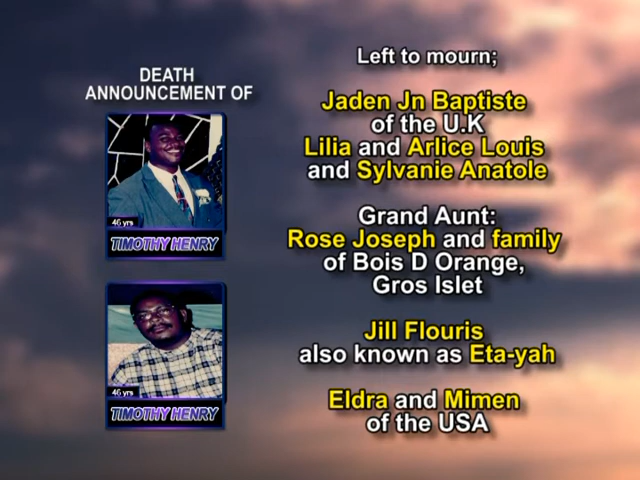 DEATH
ANNOUNCEMENT OF
46 yrs
TIMOTHY HENRY
46 yrs
TIMOTHY HENRY
Left to mourn;
Jaden Jn Baptiste
of the U.K
Lilia and Arlice Louis
and Sylvanie Anatole
Grand Aunt:
Rose Joseph and family
of Bois D Orange,
Gros Islet
Jill Flouris
also known as Eta-yah
Eldra and Mimen
of the USA